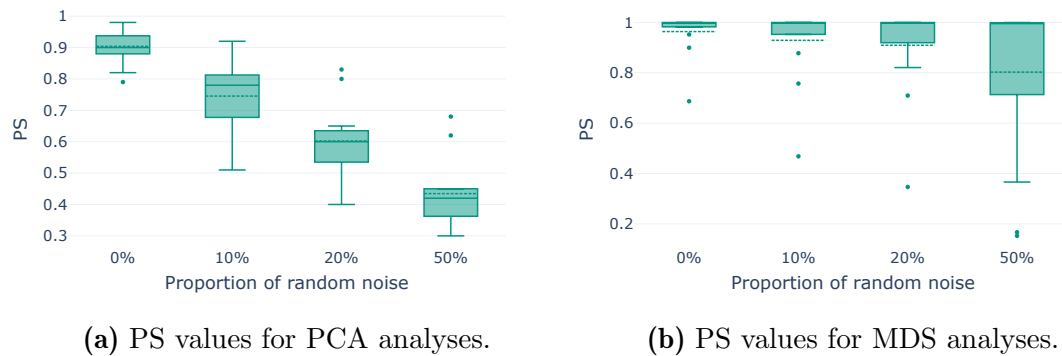 1
0.9
0.8
0.7
0.6
0.5
0.4
0.3
PS
0% 10% 20% 50%
Proportion of random noise
(a) PS values for PCA analyses.
1
0.8
0.6
0.4
0.2
PS
0% 10% 20% 50%
Proportion of random noise
(b) PS values for MDS analyses.